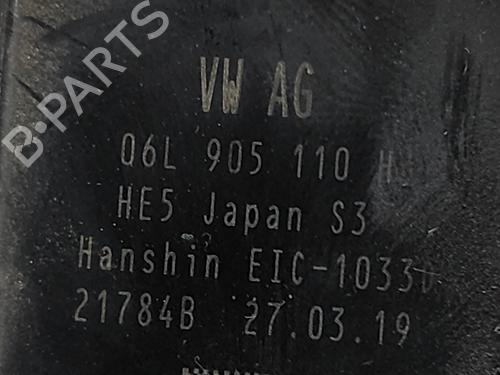 B-PARTS
VW AG
06L 905 110 H
HE5 Japan S3
Hanshin EIC-1033
21784B 27.03.19